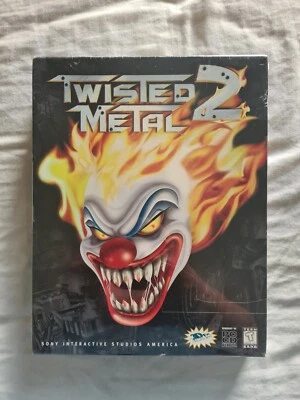 TWISTED
METAL 2
SONY INTERACTIVE STUDIOS AMERICA